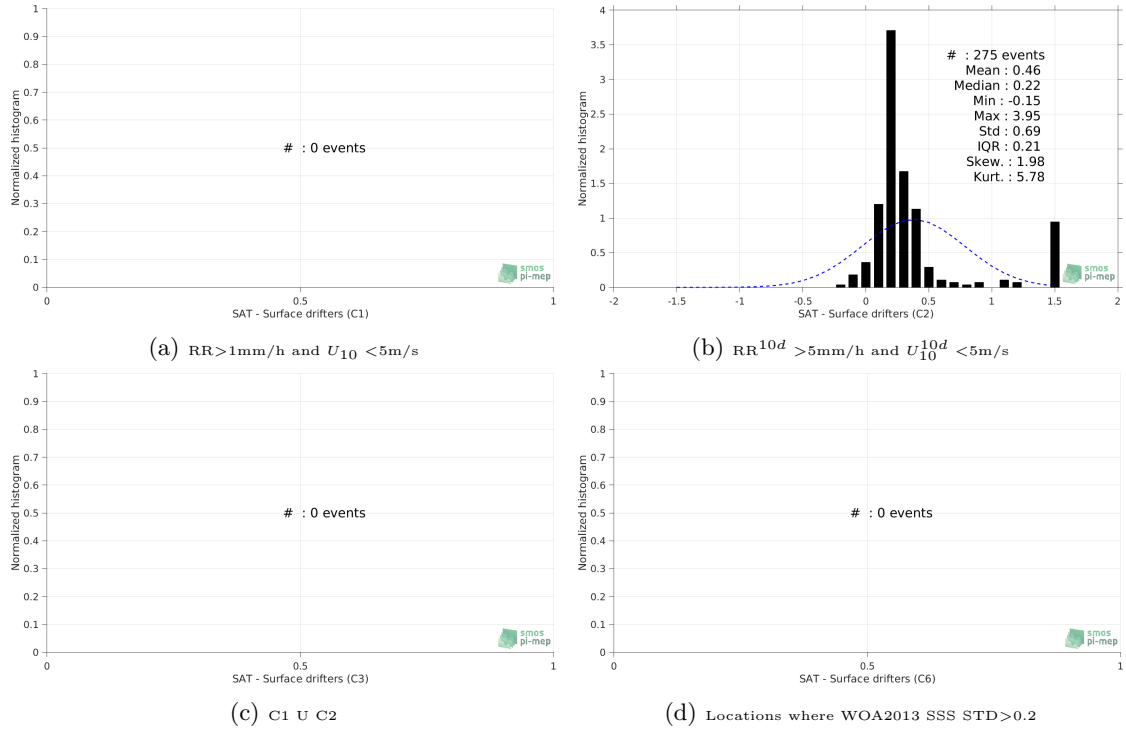 1
0.9
0.8
0.7
0.6
0.5
0.4
0.3
0.2
0.1
0
0
0.5
1
Normalized histogram
# : 0 events
smos
pi-mep
SAT - Surface drifters (C1)
(a) RR>1mm/h and U10 <5m/s
4
3.5
3
2.5
2
1.5
1
0.5
0
-2
-1.5
-1
-0.5
0
0.5
1
1.5
2
Normalized histogram
# : 275 events
Mean : 0.46
Median : 0.22
Min : -0.15
Max : 3.95
Std : 0.69
IQR : 0.21
Skew. : 1.98
Kurt. : 5.78
smos
pi-mep
SAT - Surface drifters (C2)
(b) RR10d >5mm/h and U10d10 <5m/s
1
0.9
0.8
0.7
0.6
0.5
0.4
0.3
0.2
0.1
0
0
0.5
1
Normalized histogram
# : 0 events
smos
pi-mep
SAT - Surface drifters (C3)
(c) C1 U C2
1
0.9
0.8
0.7
0.6
0.5
0.4
0.3
0.2
0.1
0
0
0.5
1
Normalized histogram
# : 0 events
smos
pi-mep
SAT - Surface drifters (C6)
(d) Locations where WOA2013 SSS STD>0.2